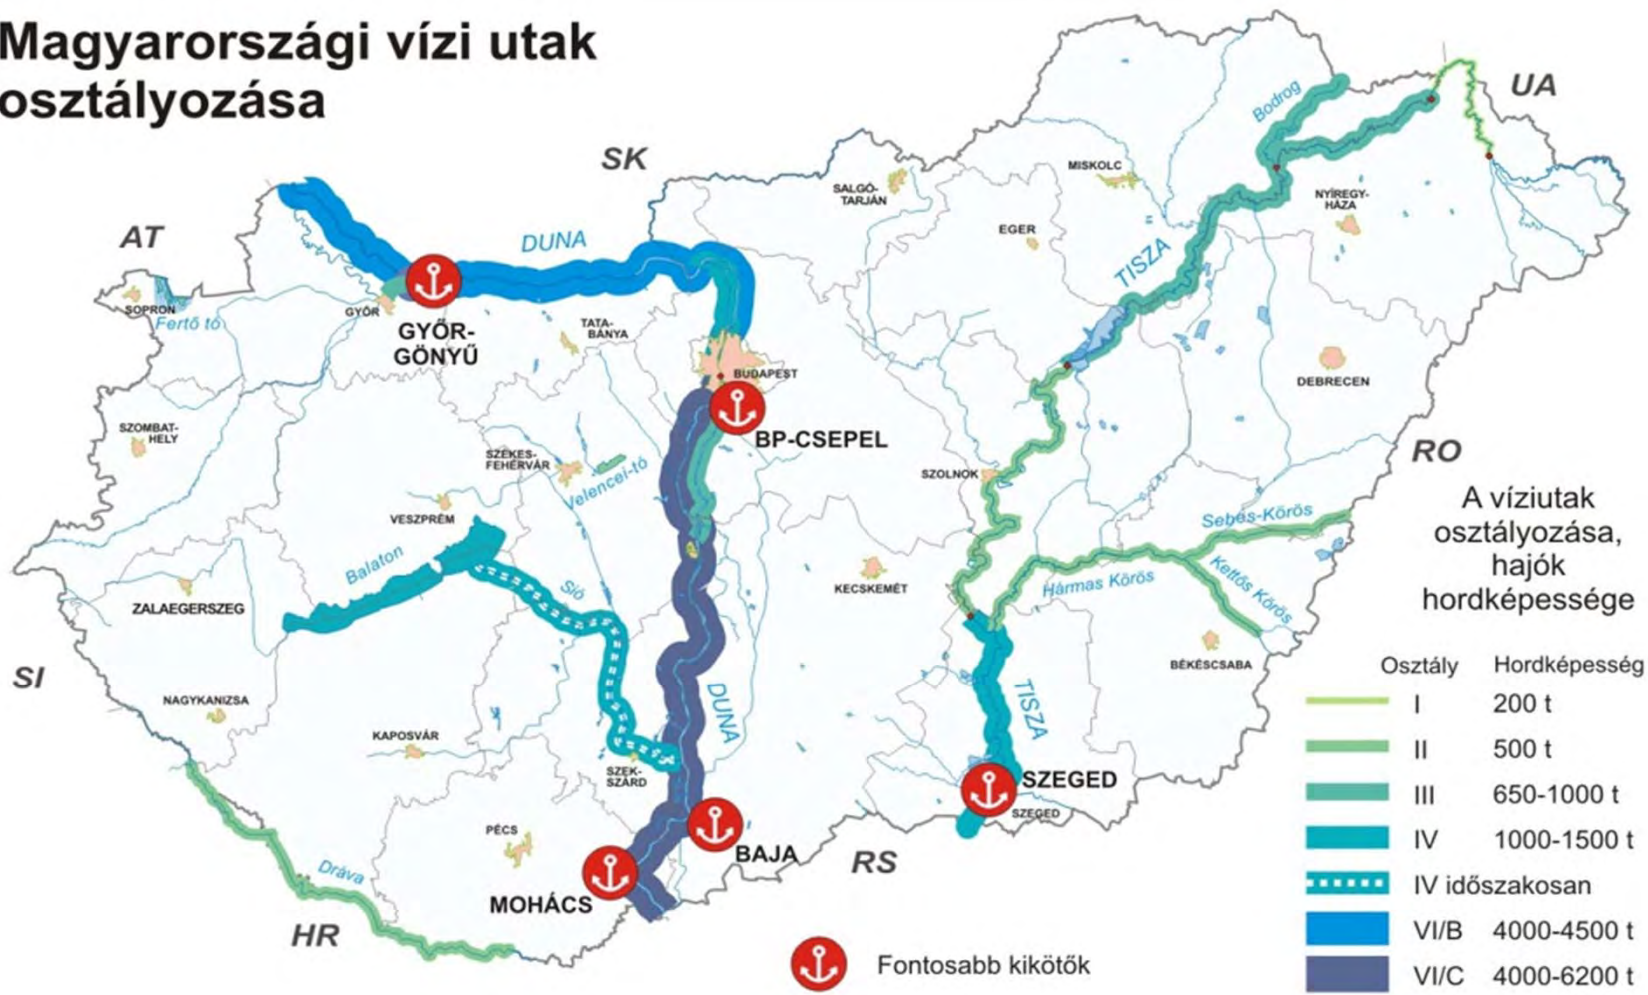 Magyarországi vízi utak
osztályozása
SK
UA
AT
Bodrog
MISKOLC
SALGÓ-
TARJÁN
NYÍREGY-
HÁZA
EGER
DUNA
TISZA
SOPRON
Fertő tó
GYŐR
GYŐR-
GÖNYŰ
TATA-
BÁNYA
BUDAPEST
DEBRECEN
BP-CSEPEL
SZOMBAT-
HELY
SZÉKES-
FEHÉRVÁR
Velencei-tó
SZOLNOK
RO
VESZPRÉM
Sebes-Körös
Balaton
Sió
KECSKEMÉT
Hármas Körös
Kettős Körös
ZALAEGERSZEG
BÉKÉSCSABA
SI
NAGYKANIZSA
DUNA
TISZA
KAPOSVÁR
SZEK-
SZÁRD
SZEGED
SZEGED
PÉCS
BAJA
RS
Dráva
MOHÁCS
HR
Fontosabb kikötők
A víziutak
osztályozása,
hajók
hordképessége
Osztály Hordképesség
I 200 t
II 500 t
III 650-1000 t
IV 1000-1500 t
IV időszakosan
VI/B 4000-4500 t
VI/C 4000-6200 t